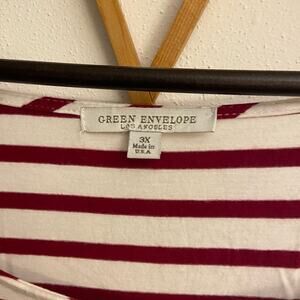 GREEN ENVELOPE
LOS ANGELES
3X
Made in
U.S.A